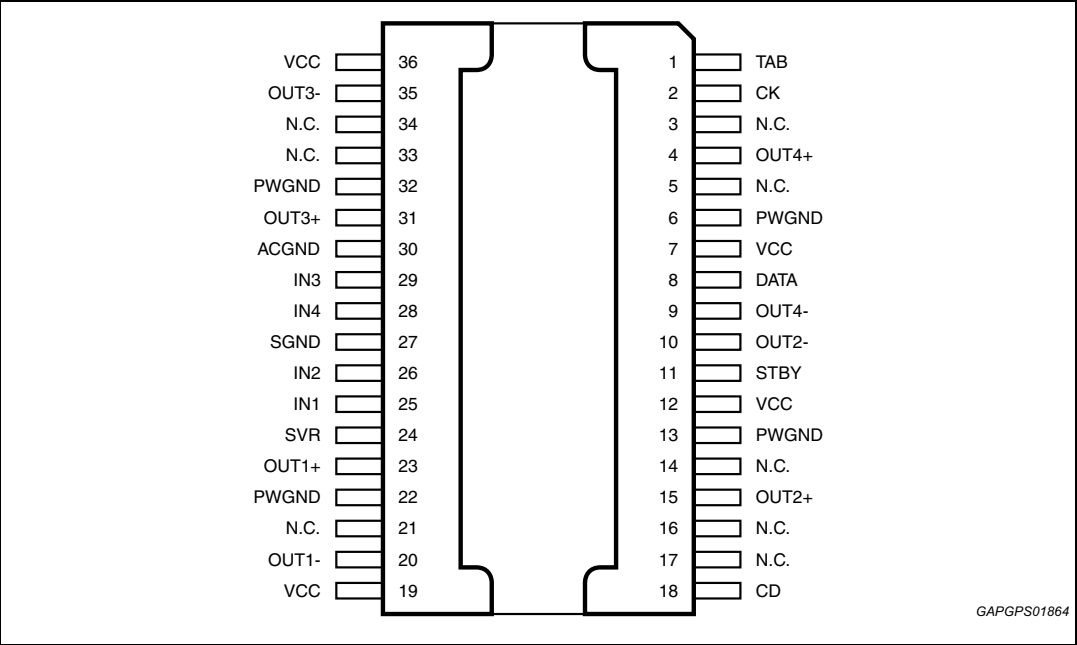 VCC 36 1 TAB
OUT3- 35 2 CK
N.C. 34 3 N.C.
N.C. 33 4 OUT4+
PWGND 32 5 N.C.
OUT3+ 31 6 PWGND
ACGND 30 7 VCC
IN3 29 8 DATA
IN4 28 9 OUT4-
SGND 27 10 OUT2-
IN2 26 11 STBY
IN1 25 12 VCC
SVR 24 13 PWGND
OUT1+ 23 14 N.C.
PWGND 22 15 OUT2+
N.C. 21 16 N.C.
OUT1- 20 17 N.C.
VCC 19 18 CD
GAPGPS01864